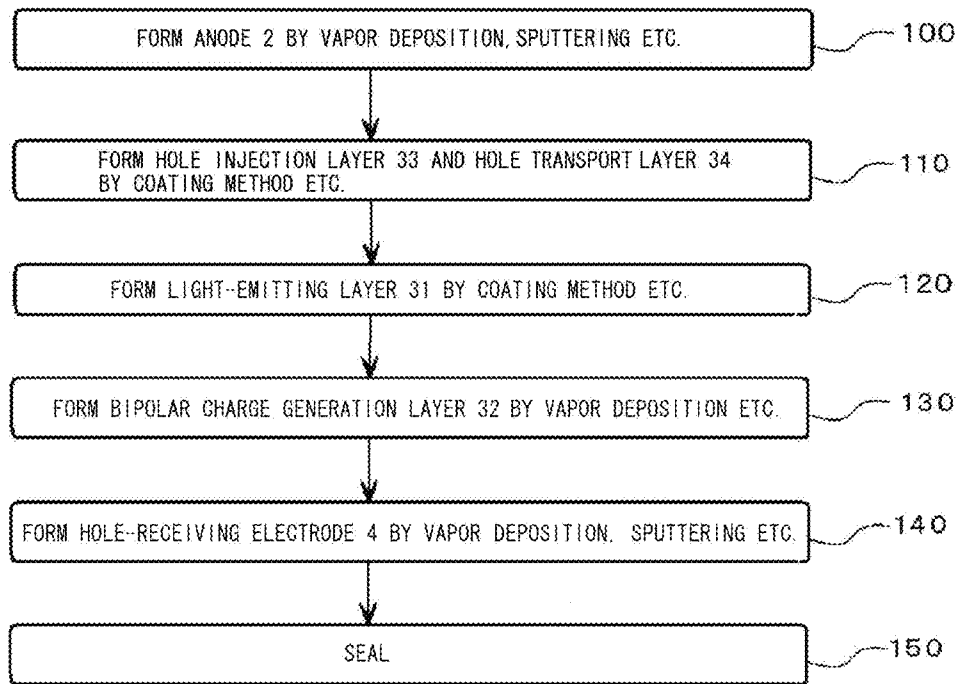 FORM ANODE 2 BY VAPOR DEPOSITION, SPUTTERING ETC.
100
FORM HOLE INJECTION LAYER 33 AND HOLE TRANSPORT LAYER 34
BY COATING METHOD ETC.
110
FORM LIGHT-EMITTING LAYER 31 BY COATING METHOD ETC.
120
FORM BIPOLAR CHARGE GENERATION LAYER 32 BY VAPOR DEPOSITION ETC.
130
FORM HOLE-RECEIVING ELECTRODE 4 BY VAPOR DEPOSITION. SPUTTERING ETC.
140
SEAL
150